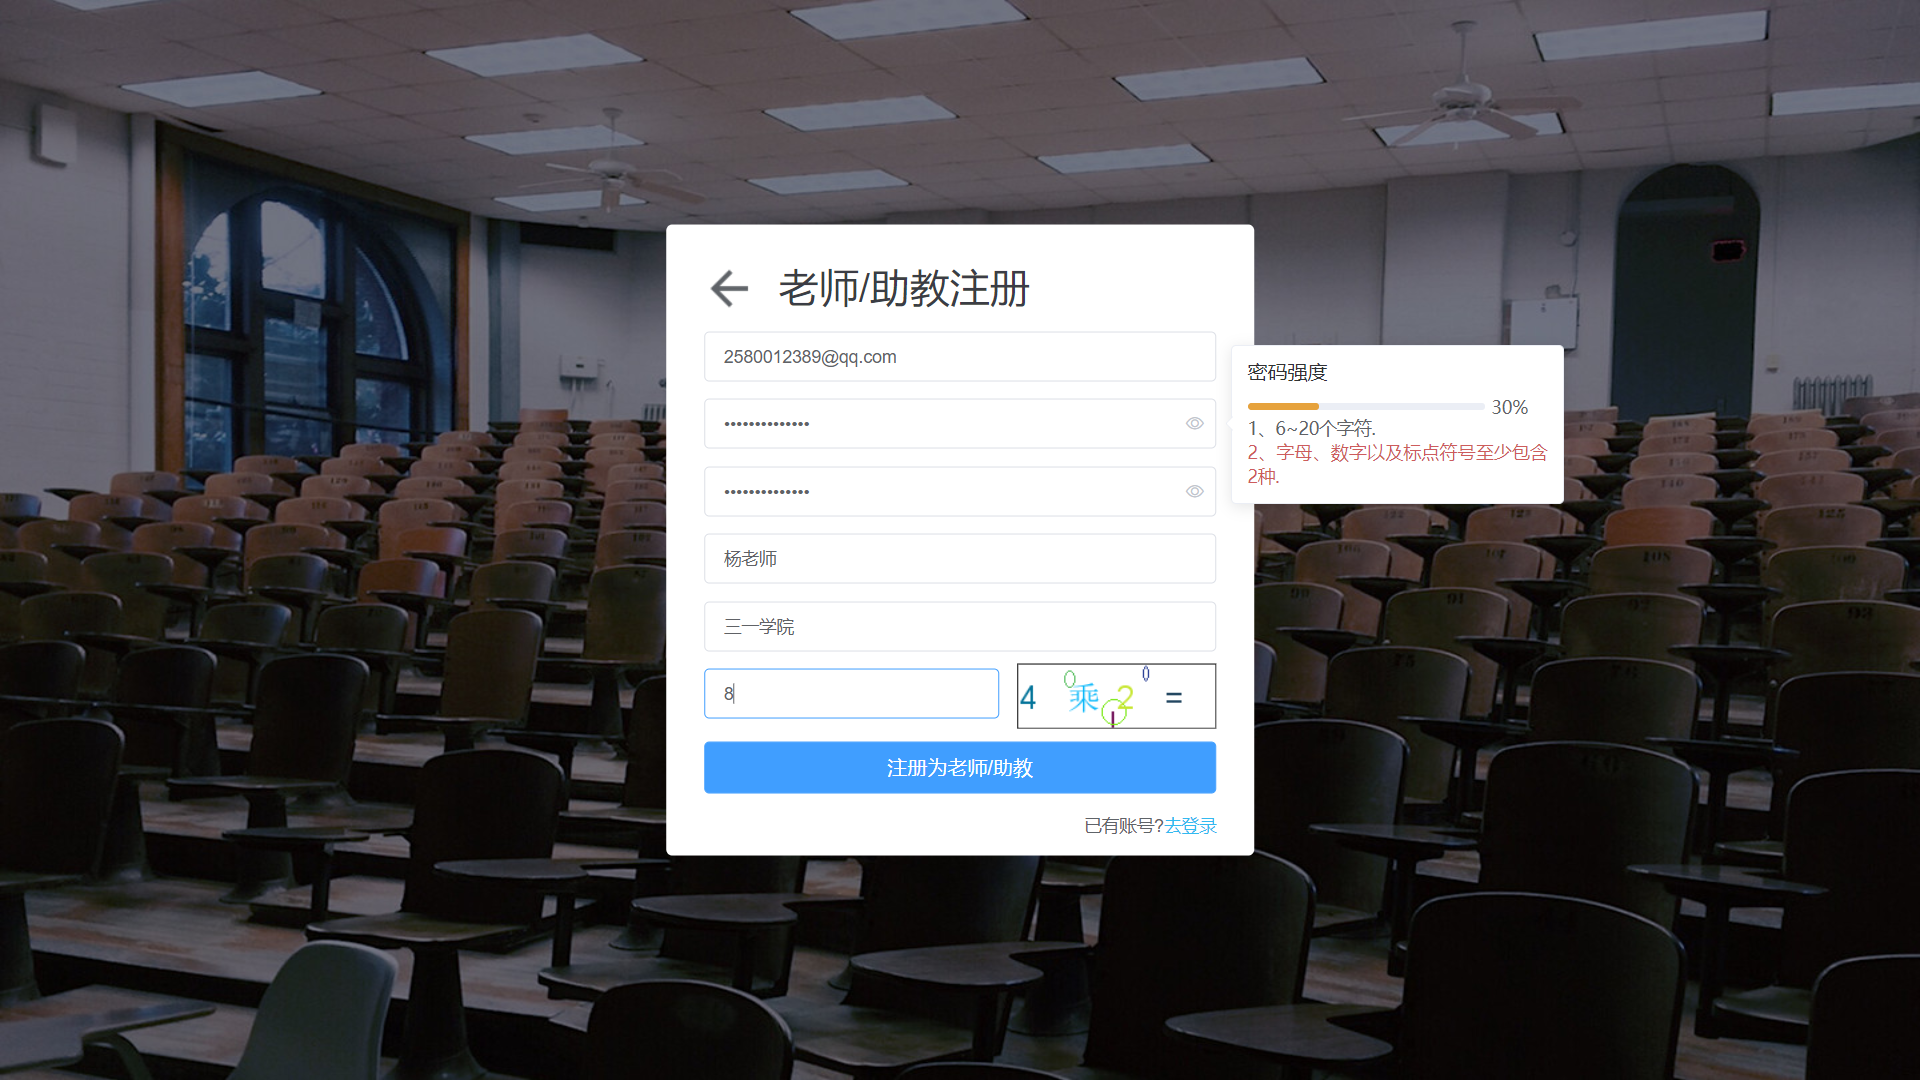 老师/助教注册
2580012389@qq.com
••••••••••••••
••••••••••••••
杨老师
三一学院
8
4 乘 2 =
注册为老师/助教
已有账号?去登录
密码强度
30%
1、6~20个字符.
2、字母、数字以及标点符号至少包含
2种.